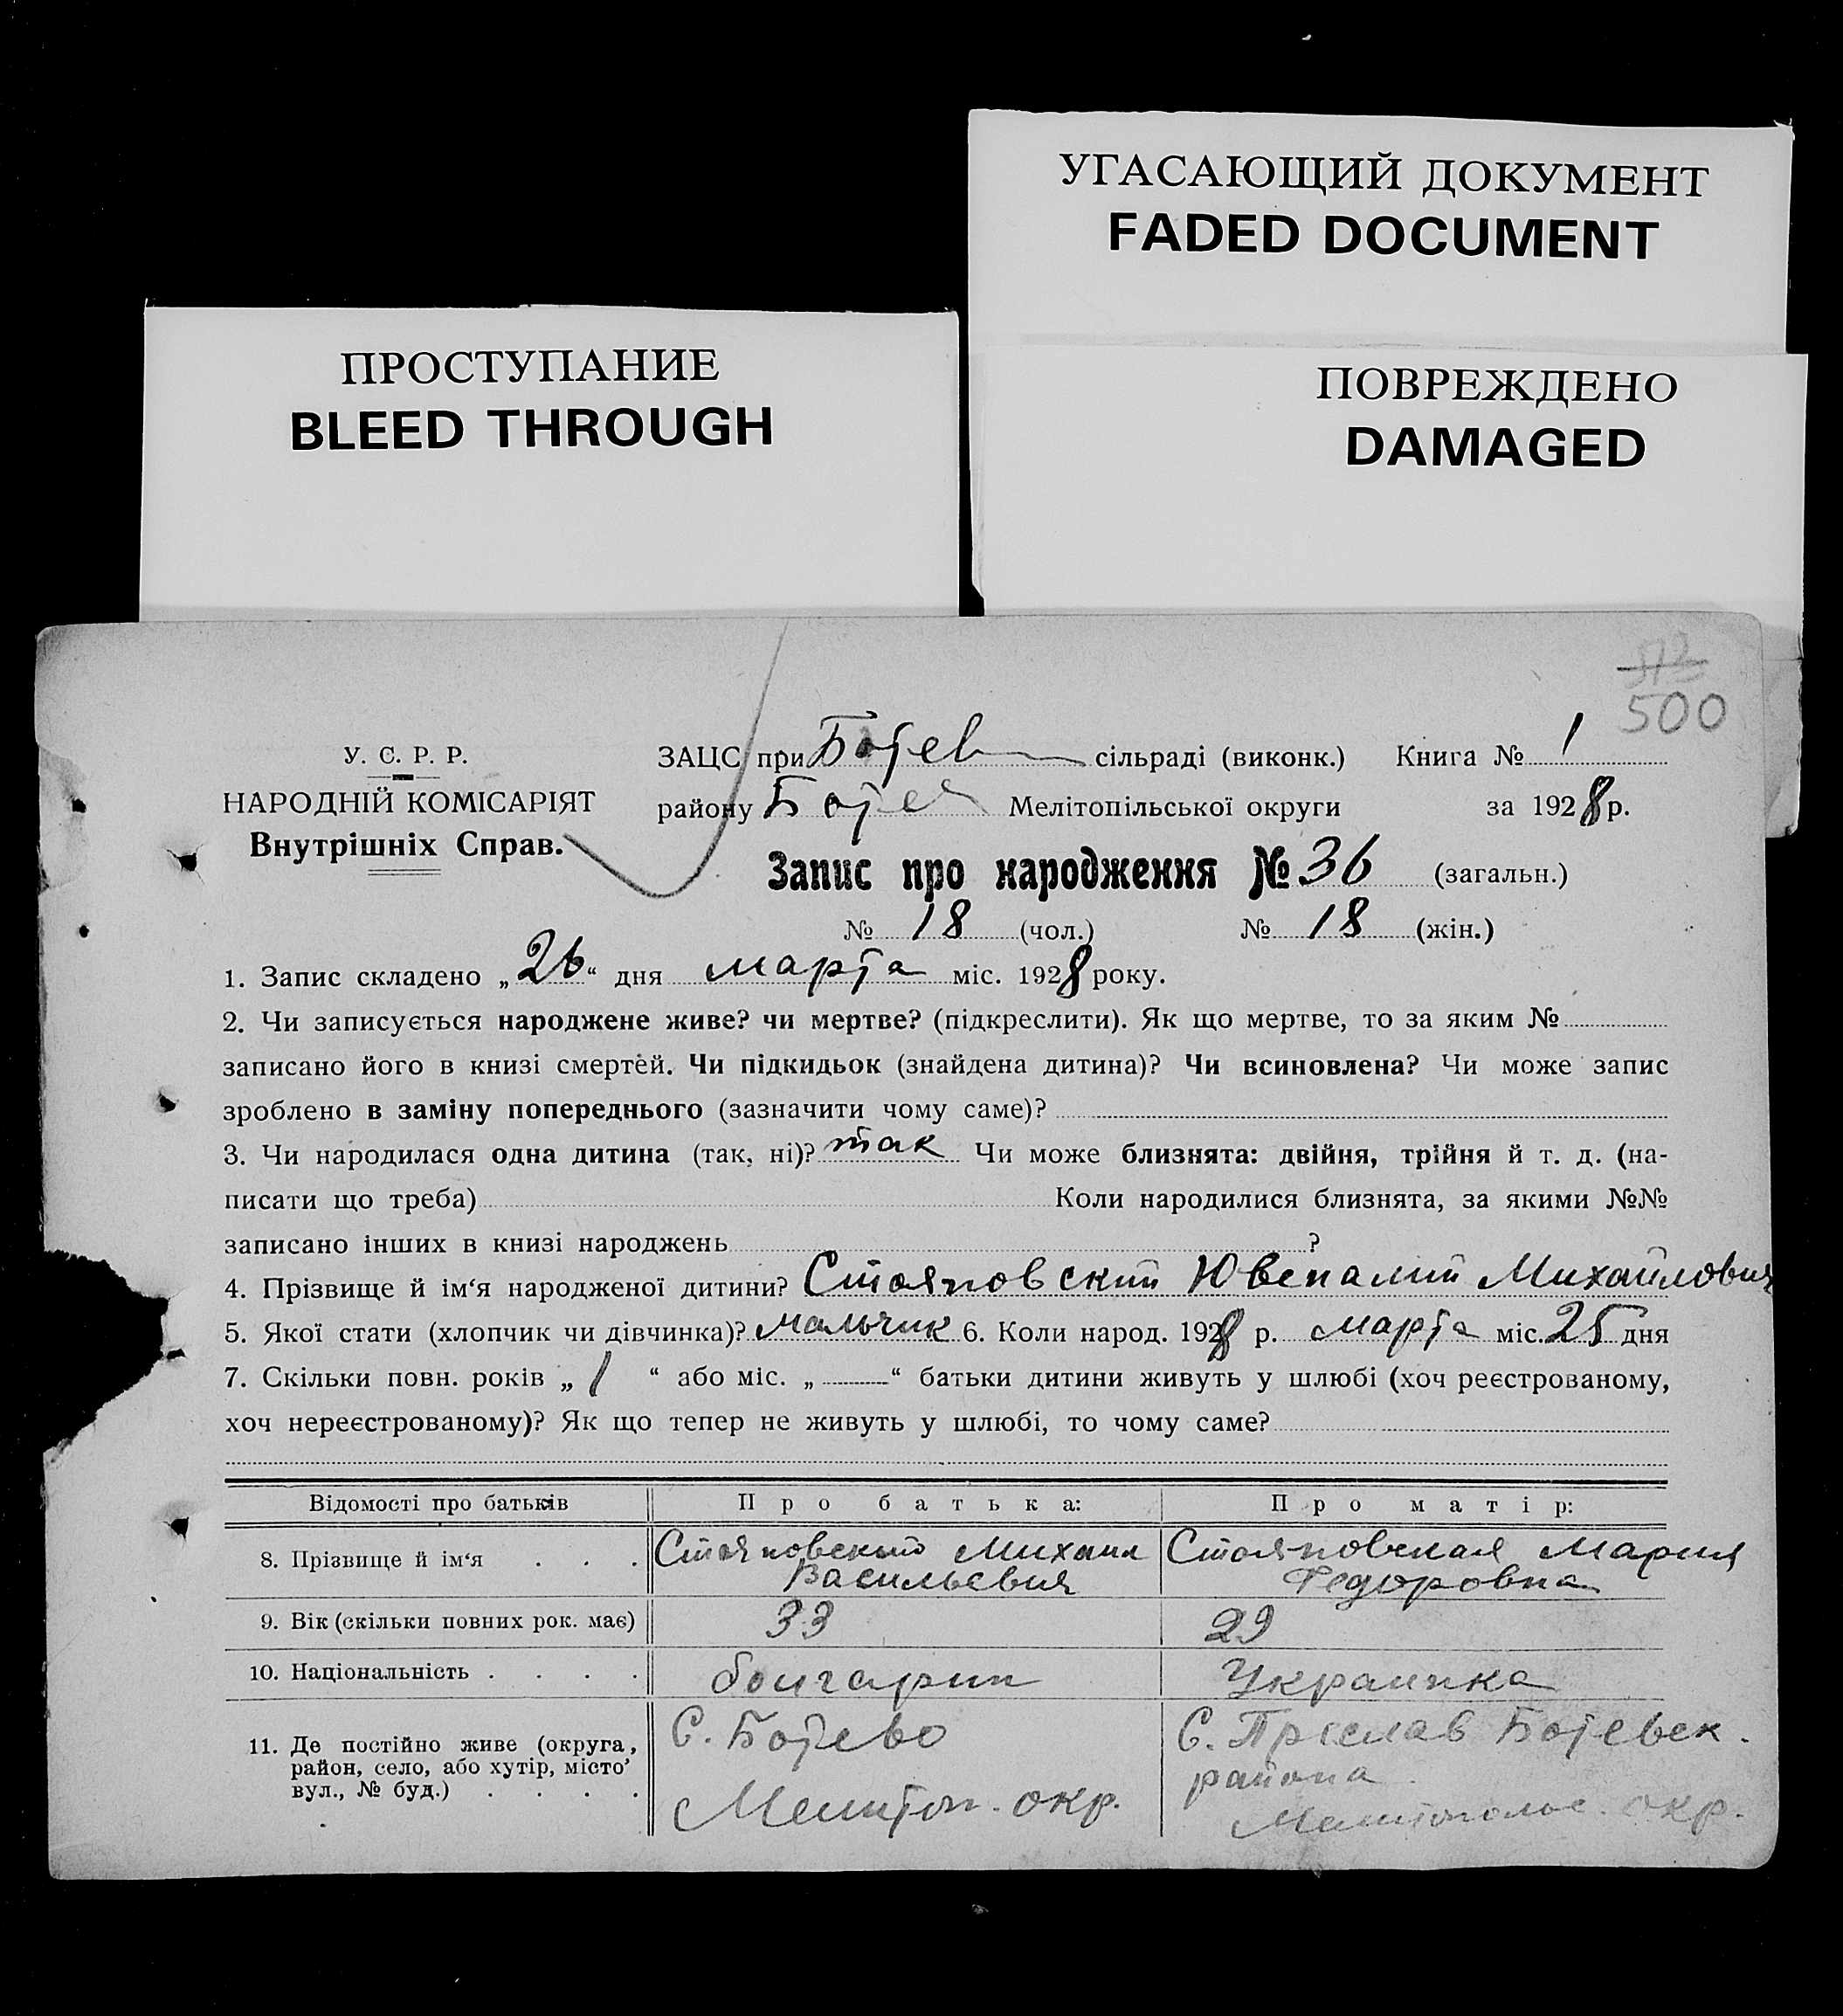 УГАСАЮЩИЙ ДОКУМЕНТ
FADED DOCUMENT
ПРОСТУПАНИЕ
BLEED THROUGH
ПОВРЕЖДЕНО
DAMAGED
500
У. С. Р. Р.
НАРОДНІЙ КОМІСАРІЯТ
Внутрішніх Справ.
ЗАЦС при Ботев сільраді (виконк.) Книга № 1
району Ботев Мелітопільської округи за 1928 р.
Запис про народження № 36 (загальн.)
№ 18 (чол.) № 18 (жін.)
1. Запис складено „26“ дня марта міс. 1928 року.
2. Чи записується народжене живе? чи мертве? (підкреслити). Як що мертве, то за яким №
записано його в книзі смертей. Чи підкидьок (знайдена дитина)? Чи всиновлена? Чи може запис
зроблено в заміну попереднього (зазначити чому саме)?
3. Чи народилася одна дитина (так, ні)? так Чи може близнята: двійня, трійня й т. д. (на-
писати що треба) Коли народилися близнята, за якими №№
записано інших в книзі народжень ?
4. Прізвище й ім‘я народженої дитини? Стояновский Ювеналий Михайлович
5. Якої стати (хлопчик чи дівчинка)? мальчик 6. Коли народ. 1928 р. марта міс. 25 дня
7. Скільки повн. років „ 1 “ або міс. „ “ батьки дитини живуть у шлюбі (хоч реєстрованому,
хоч нереєстрованому)? Як що тепер не живуть у шлюбі, то чому саме?
Відомості про батьків Про батька: Про матір:
8. Прізвище й ім‘я . . . Стояновский Михаил Стояновская Мария
Васильевич Федоровна
9. Вік (скільки повних рок. має) 33 29
10. Національність . . . . болгарин Украинка
11. Де постійно живе (округа, район, село, або хутір, місто’ вул., № буд.) . . . .
С. Ботево
Мелитоп. окр.
С. Преслав Ботевск.
района
Мелитопольс. окр.